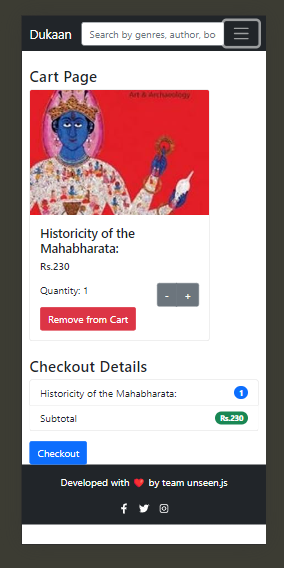 Dukaan
Search by genres, author, bo
Cart Page
Art & Archaeology
Historicity of the
Mahabharata:
Rs.230
Quantity: 1
- +
Remove from Cart
Checkout Details
Historicity of the Mahabharata: 1
Subtotal Rs.230
Checkout
Developed with ❤️ by team unseen.js